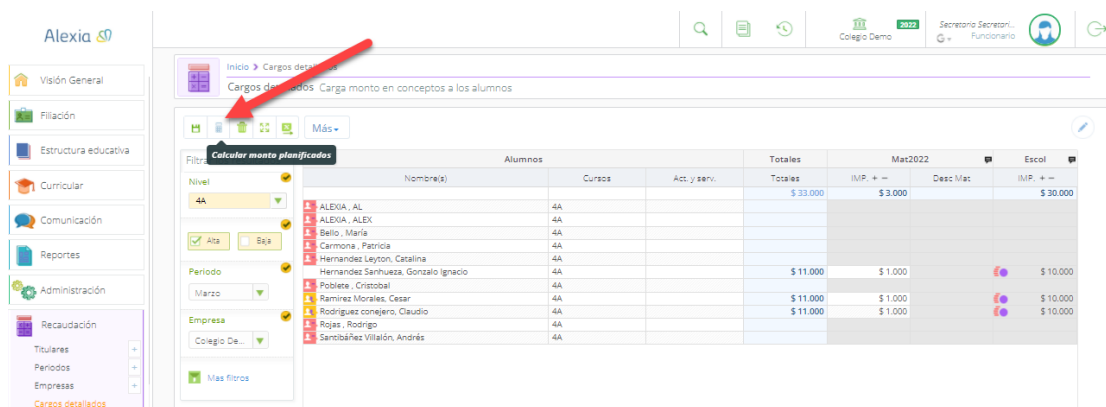 Alexia
2022
Colegio Demo
Secretaria Secretari...
G
Funcionario
Visión General
Filiación
Estructura educativa
Curricular
Comunicación
Reportes
Administración
Recaudación
Titulares +
Periodos +
Empresas +
Cargos detallados
Inicio > Cargos
Cargos Carga monto en conceptos a los alumnos
Más
Calcular monto planificados
Nivel
4A
Alta Baja
Periodo
Marzo
Empresa
Colegio De...
Mas filtros
Alumnos Totales Mat2022 Escol
Nombre(s) Cursos Act. y serv. Totales IMP. + − Desc Mat IMP. + −
$ 33.000 $ 3.000 $ 30.000
ALEXIA , AL 4A
ALEXIA , ALEX 4A
Bello , María 4A
Carmona , Patricia 4A
Hernandez Leyton, Catalina 4A
Hernandez Sanhueza, Gonzalo Ignacio 4A $ 11.000 $ 1.000 $ 10.000
Poblete , Cristobal 4A
Ramirez Morales, Cesar 4A $ 11.000 $ 1.000 $ 10.000
Rodriguez conejero, Claudio 4A $ 11.000 $ 1.000 $ 10.000
Rojas , Rodrigo 4A
Santibáñez Villalón, Andrés 4A